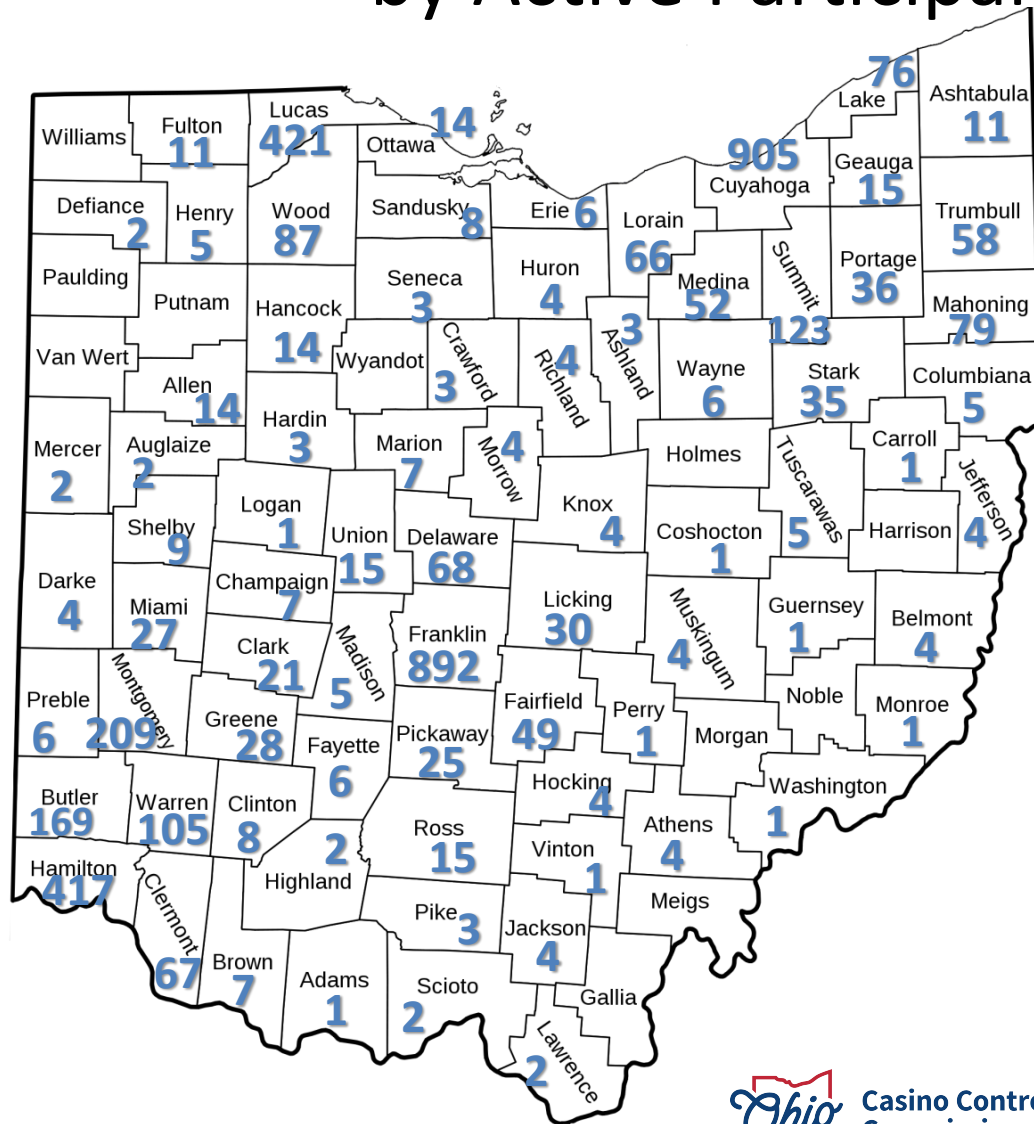 by Active Participa
76
Lake
Ashtabula
11
Williams
Fulton
11
Lucas
421
14
Ottawa
905
Cuyahoga
Geauga
15
Defiance
2
Henry
5
Wood
87
Sandusky
8
Erie 6
Lorain
66
Trumbull
58
Paulding
Putnam
Hancock
14
Seneca
3
Huron
4
Medina
52
Summit
123
Portage
36
Mahoning
79
Van Wert
Allen
14
Wyandot
Crawford
3
Richland
4
Ashland
3
Wayne
6
Stark
35
Columbiana
5
Mercer
2
Auglaize
2
Hardin
3
Marion
7
Morrow
4
Holmes
Tuscarawas
5
Carroll
1
Jefferson
4
Shelby
9
Logan
1
Union
15
Delaware
68
Knox
4
Coshocton
1
Harrison
Darke
4
Miami
27
Champaign
7
Clark
21
Madison
5
Franklin
892
Licking
30
Muskingum
4
Guernsey
1
Belmont
4
Preble
6
Montgomery
209
Greene
28
Fayette
6
Pickaway
25
Fairfield
49
Perry
1
Morgan
Noble
Monroe
1
Butler
169
Warren
105
Clinton
8
2
Highland
Ross
15
Hocking
4
Athens
4
Washington
1
Hamilton
417
Clermont
67
Brown
7
Adams
1
Pike
3
Vinton
1
Meigs
Scioto
2
Jackson
4
Gallia
Lawrence
2
Ohio
Casino Contr